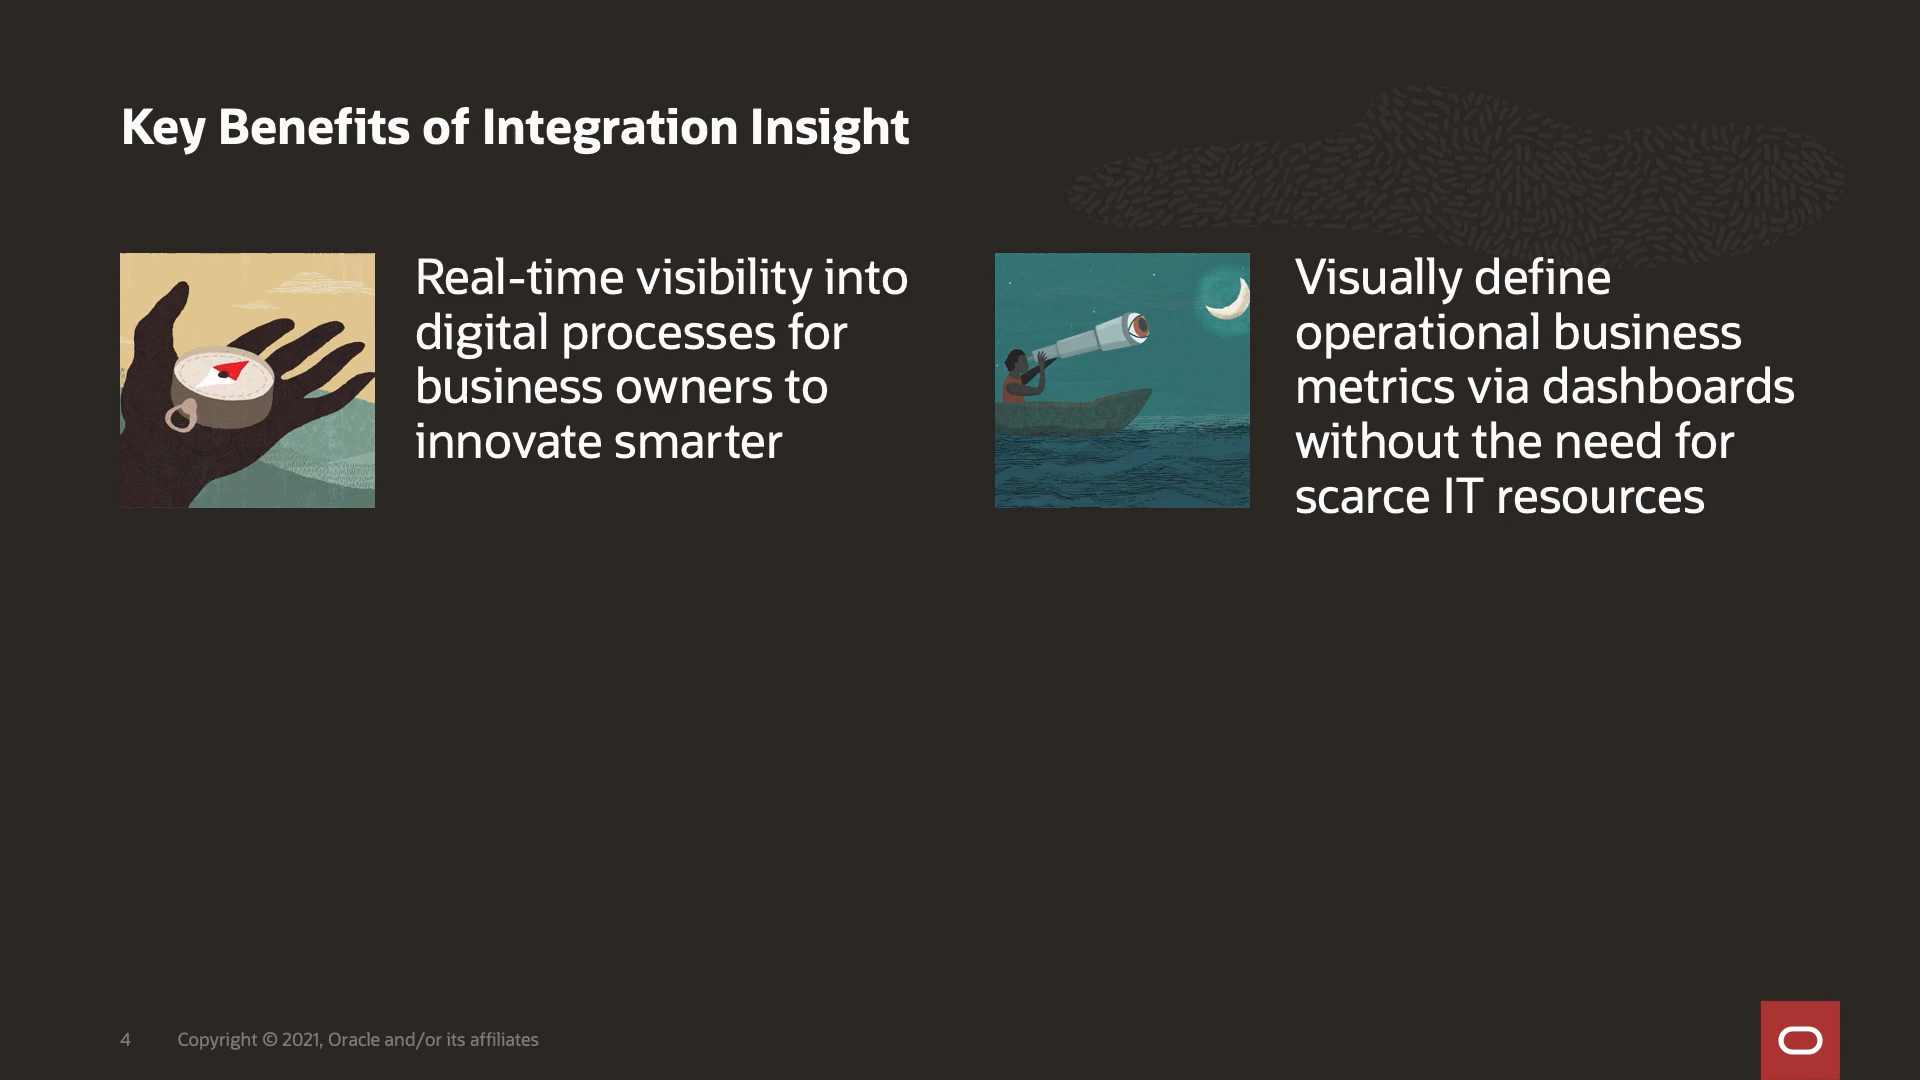 Key Benefits of Integration Insight
Real-time visibility into
digital processes for
business owners to
innovate smarter
Visually define
operational business
metrics via dashboards
without the need for
scarce IT resources
4 Copyright © 2021, Oracle and/or its affiliates